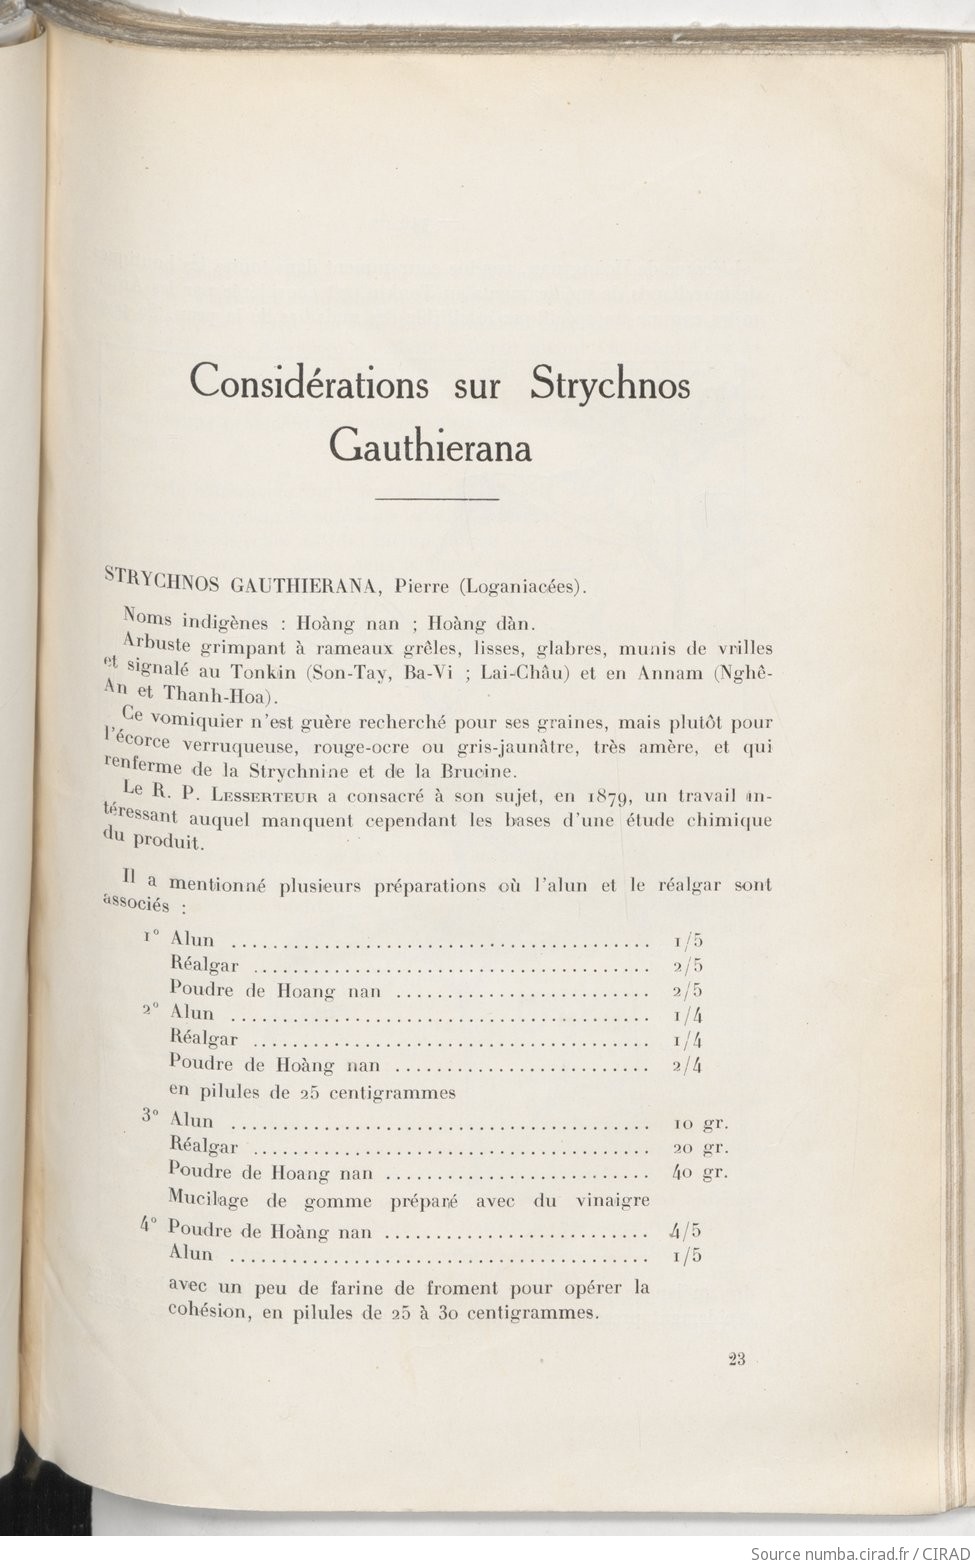 Considérations sur Strychnos
Gauthierana
STRYCHNOS GAUTHIERANA, Pierre (Loganiacées).
Noms indigènes : Hoàng nan ; Hoàng dàn.
Arbuste grimpant à rameaux grêles, lisses, glabres, munis de vrilles
et signalé au Tonkin (Son-Tay, Ba-Vi ; Lai-Châu) et en Annam (Nghê-
An et Thanh-Hoa).
Ce vomiquier n'est guère recherché pour ses graines, mais plutôt pour
l'écorce verruqueuse, rouge-ocre ou gris-jaunâtre, très amère, et qui
renferme de la Strychnine et de la Brucine.
Le R. P. LESSERTEUR a consacré à son sujet, en 1879, un travail in-
téressant auquel manquent cependant les bases d'une étude chimique
du produit.
Il a mentionné plusieurs préparations où l'alun et le réalgar sont
associés :
1° Alun ........................................ 1/5
Réalgar ...................................... 2/5
Poudre de Hoang nan ........................ 2/5
2° Alun ........................................ 1/4
Réalgar ...................................... 1/4
Poudre de Hoàng nan ........................ 2/4
en pilules de 25 centigrammes
3° Alun ........................................ 10 gr.
Réalgar ...................................... 20 gr.
Poudre de Hoang nan ......................... 40 gr.
Mucilage de gomme préparé avec du vinaigre
4° Poudre de Hoàng nan ......................... 4/5
Alun ........................................ 1/5
avec un peu de farine de froment pour opérer la
cohésion, en pilules de 25 à 30 centigrammes.
23
Source numba.cirad.fr / CIRAD